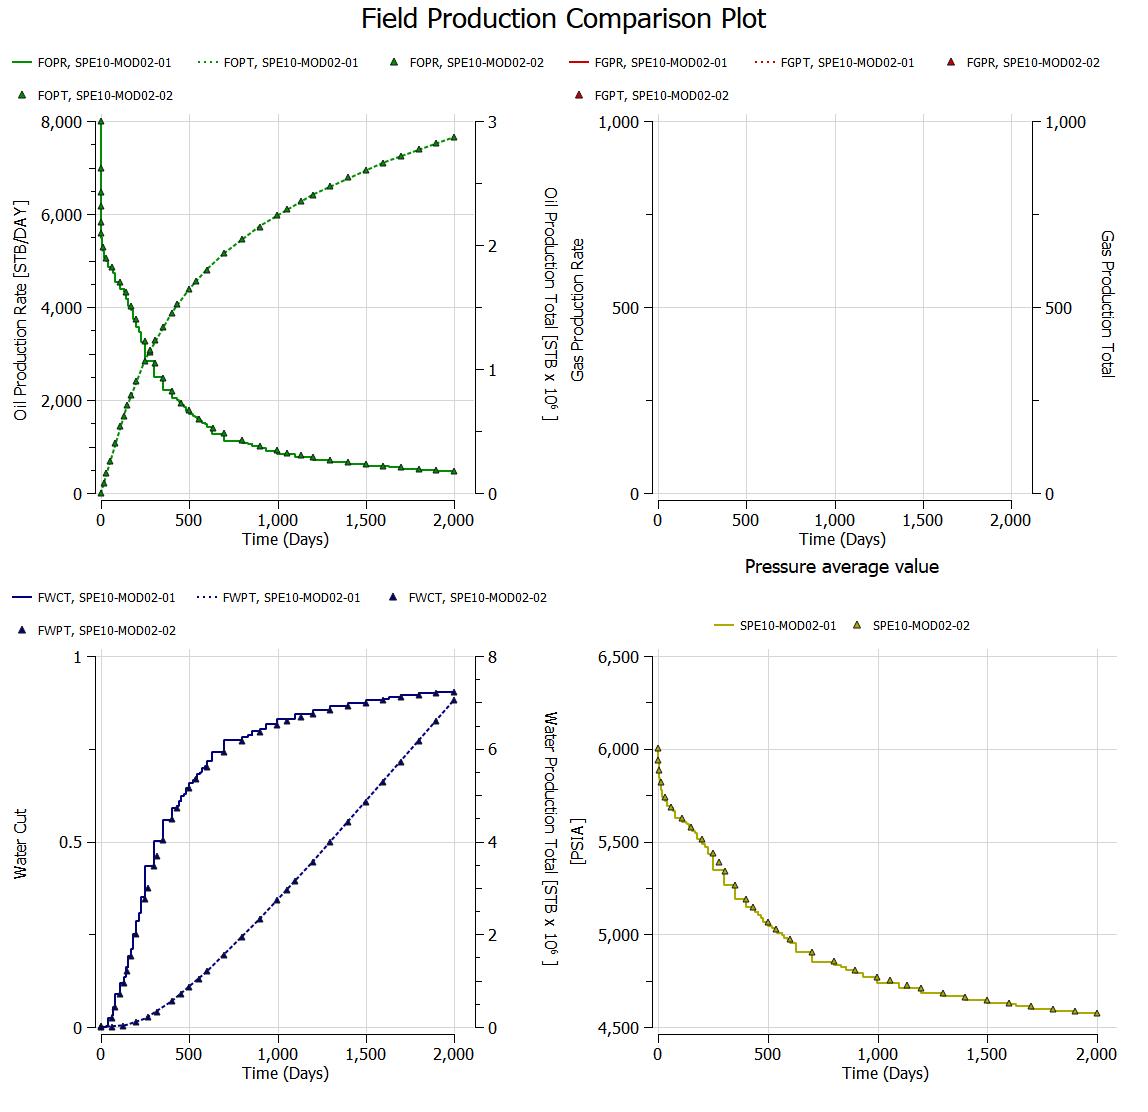 Field Production Comparison Plot
FOPR, SPE10-MOD02-01 FOPT, SPE10-MOD02-01 FOPR, SPE10-MOD02-02 FGPR, SPE10-MOD02-01 FGPT, SPE10-MOD02-01 FGPR, SPE10-MOD02-02
FOPT, SPE10-MOD02-02 FGPT, SPE10-MOD02-02
8,000
6,000
4,000
2,000
0
Oil Production Rate [STB/DAY]
3
2
1
0
Oil Production Total [STB x 10⁶ ]
0 500 1,000 1,500 2,000
Time (Days)
1,000
500
0
Gas Production Rate
1,000
500
0
Gas Production Total
0 500 1,000 1,500 2,000
Time (Days)
FWCT, SPE10-MOD02-01 FWPT, SPE10-MOD02-01 FWCT, SPE10-MOD02-02
FWPT, SPE10-MOD02-02
1
0.5
0
Water Cut
8
6
4
2
0
Water Production Total [STB x 10⁶ ]
0 500 1,000 1,500 2,000
Time (Days)
Pressure average value
SPE10-MOD02-01 SPE10-MOD02-02
6,500
6,000
5,500
5,000
4,500
[PSIA]
0 500 1,000 1,500 2,000
Time (Days)